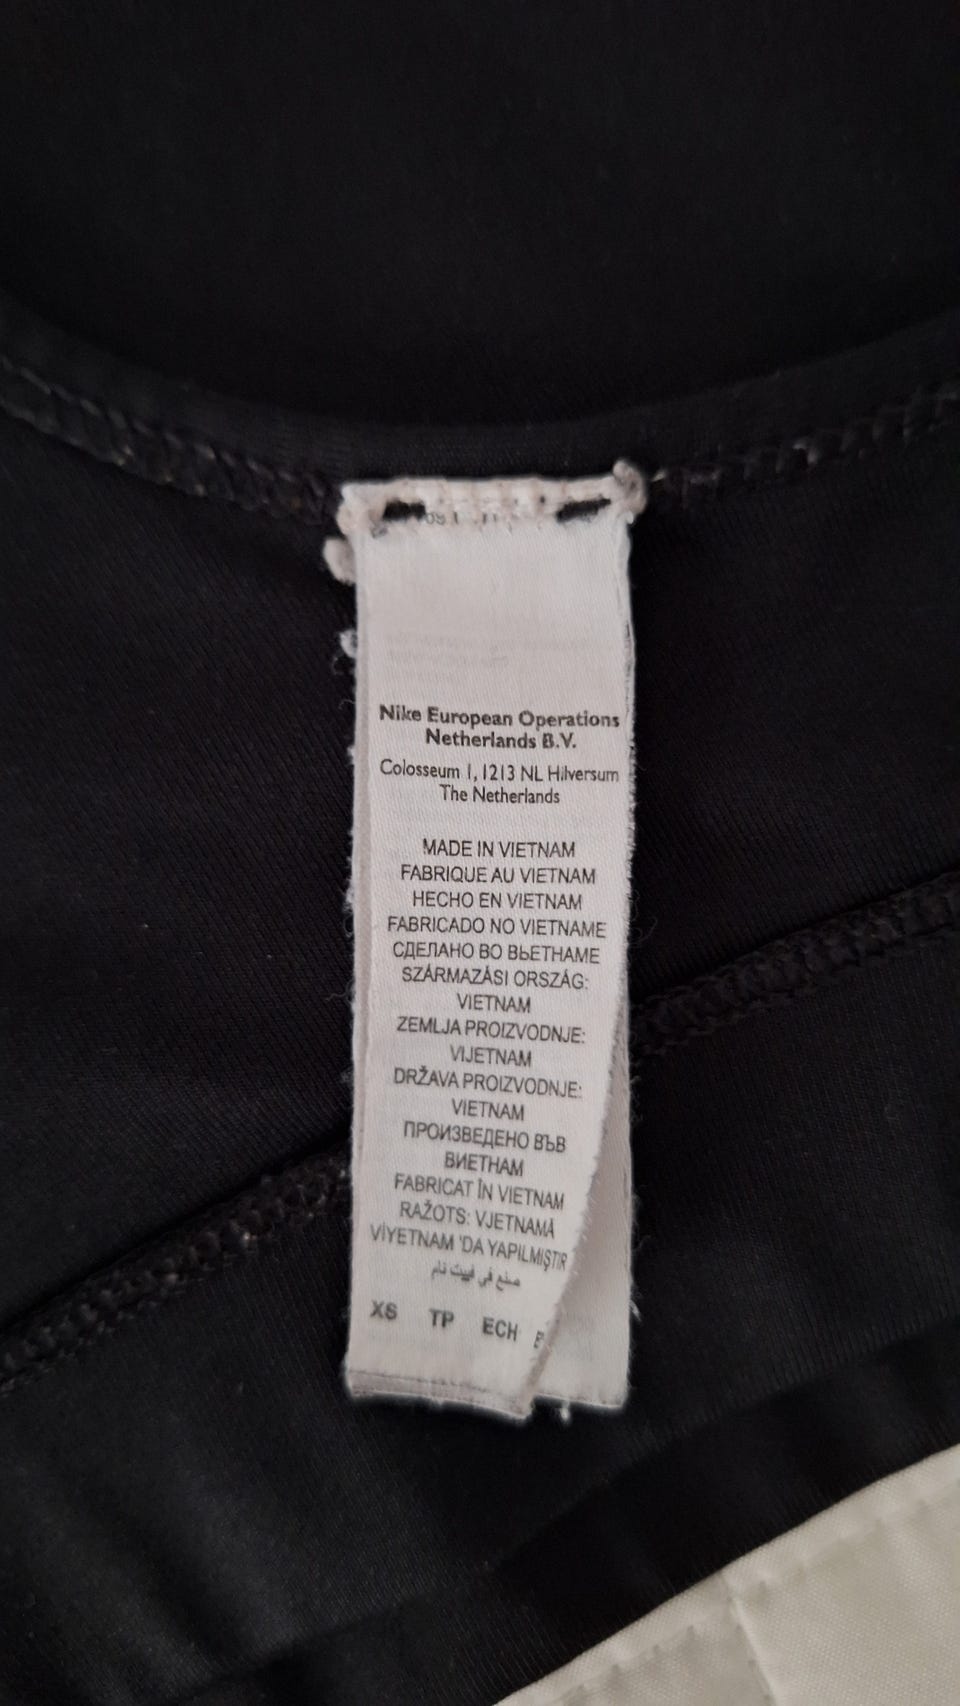 Nike European Operations
Netherlands B.V.
Colosseum 1, 1213 NL Hilversum
The Netherlands
MADE IN VIETNAM
FABRIQUE AU VIETNAM
HECHO EN VIETNAM
FABRICADO NO VIETNAME
СДЕЛАНО ВО ВЬЕТНАМЕ
SZÁRMAZÁSI ORSZÁG:
VIETNAM
ZEMLJA PROIZVODNJE:
VIJETNAM
DRŽAVA PROIZVODNJE:
VIETNAM
ПРОИЗВЕДЕНО ВЪВ
ВИЕТНАМ
FABRICAT ÎN VIETNAM
RAŽOTS: VJETNAMĀ
VİYETNAM 'DA YAPILMIŞTIR
صنع في فييت نام
XS TP ECH